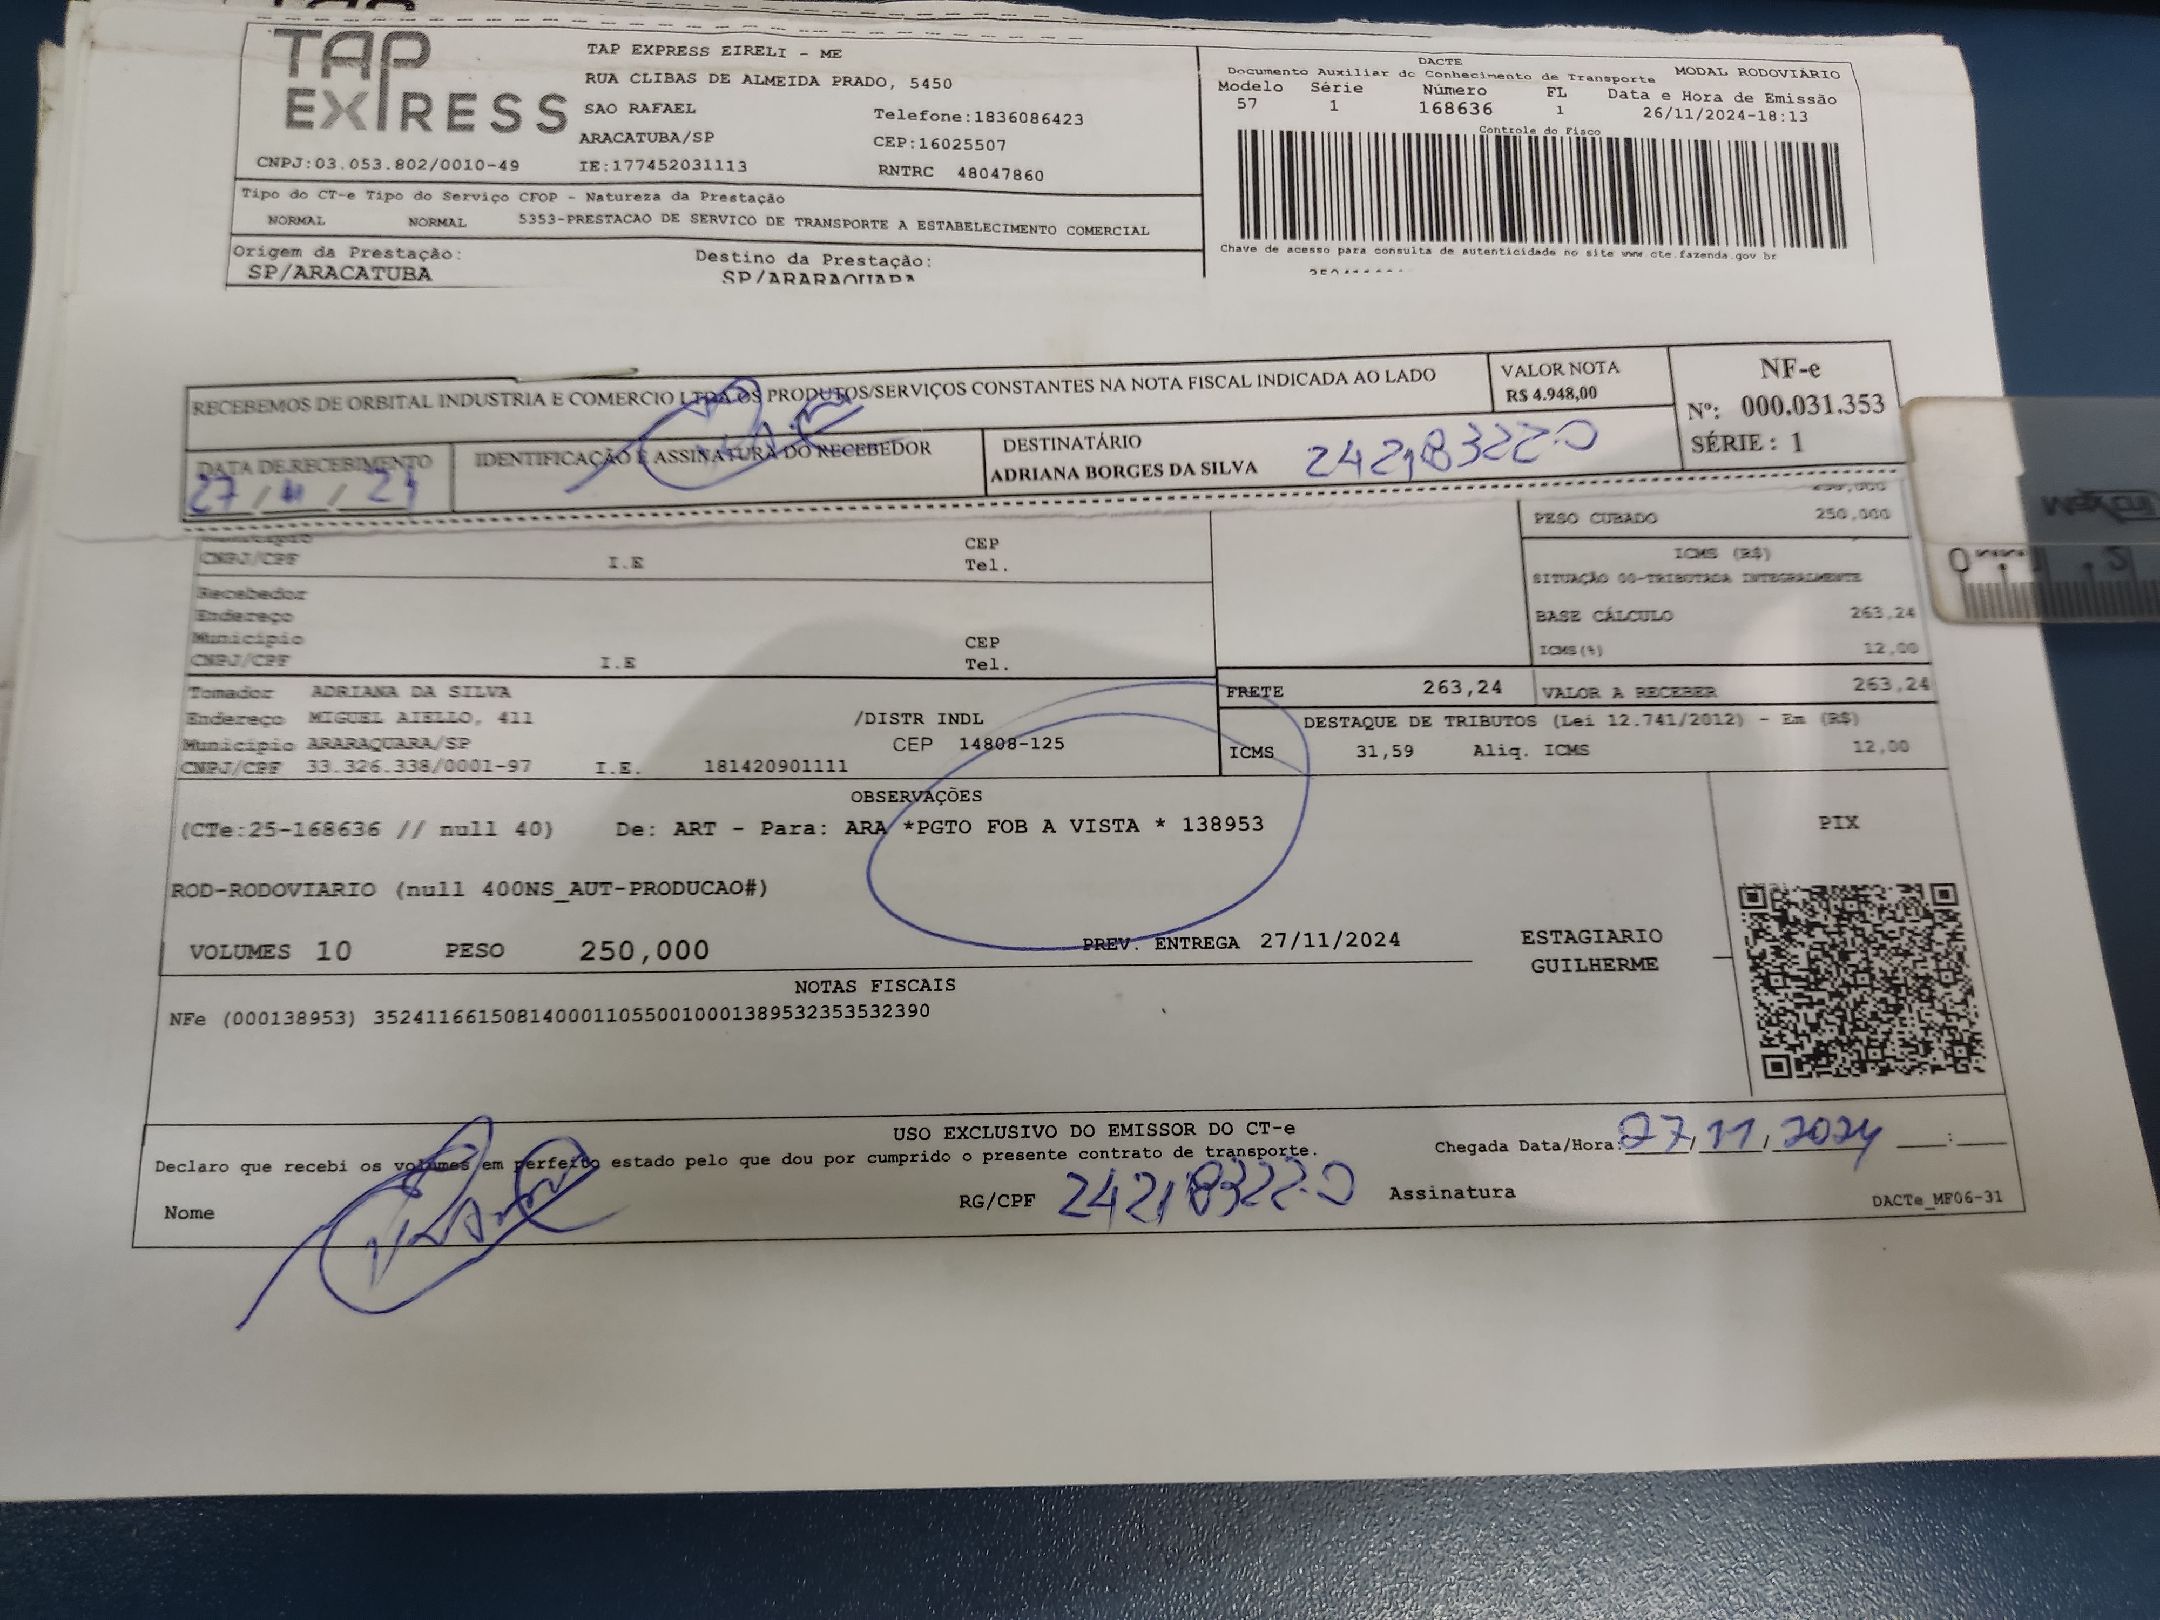 TAP
EXPRESS
TAP EXPRESS EIRELI - ME
RUA CLIBAS DE ALMEIDA PRADO, 5450
SAO RAFAEL
Telefone:1836086423
ARACATUBA/SP
CEP:16025507
CNPJ:03.053.802/0010-49
IE:177452031113
RNTRC 48047860
DACTE
Documento Auxiliar do Conhecimento de Transporte MODAL RODOVIÁRIO
Modelo Série Número FL Data e Hora de Emissão
57 1 168636 1 26/11/2024-18:13
Controle do Fisco
Chave de acesso para consulta de autenticidade no site www.cte.fazenda.gov.br
Tipo do CT-e Tipo do Serviço CFOP - Natureza da Prestação
NORMAL NORMAL 5353-PRESTACAO DE SERVICO DE TRANSPORTE A ESTABELECIMENTO COMERCIAL
Origem da Prestação: Destino da Prestação:
SP/ARACATUBA SP/ARARAQUARA
RECEBEMOS DE ORBITAL INDUSTRIA E COMERCIO LTDA OS PRODUTOS/SERVIÇOS CONSTANTES NA NOTA FISCAL INDICADA AO LADO
VALOR NOTA
R$ 4.948,00
NF-e
Nº: 000.031.353
SÉRIE : 1
DATA DE RECEBIMENTO
27/11/24
IDENTIFICAÇÃO E ASSINATURA DO RECEBEDOR
DESTINATÁRIO
ADRIANA BORGES DA SILVA
242183220
PESO CUBADO 250,000
Município CEP
CNPJ/CPF I.E Tel.
ICMS (R$)
SITUAÇÃO 00-TRIBUTADA INTEGRALMENTE
Recebedor
Endereço
BASE CÁLCULO 263,24
Município CEP
ICMS(%) 12,00
CNPJ/CPF I.E Tel.
FRETE 263,24 VALOR A RECEBER 263,24
Tomador ADRIANA DA SILVA
Endereço MIGUEL AIELLO, 411 /DISTR INDL
Município ARARAQUARA/SP CEP 14808-125
CNPJ/CPF 33.326.338/0001-97 I.E. 181420901111
DESTAQUE DE TRIBUTOS (Lei 12.741/2012) - Em (R$)
ICMS 31,59 Aliq. ICMS 12,00
OBSERVAÇÕES
(CTe:25-168636 // null 40) De: ART - Para: ARA *PGTO FOB A VISTA * 138953
PIX
ROD-RODOVIARIO (null 400NS_AUT-PRODUCAO#)
VOLUMES 10 PESO 250,000 PREV. ENTREGA 27/11/2024
ESTAGIARIO
GUILHERME
NOTAS FISCAIS
NFe (000138953) 35241166150814000110550010001389532353532390
USO EXCLUSIVO DO EMISSOR DO CT-e
Declaro que recebi os volumes em perfeito estado pelo que dou por cumprido o presente contrato de transporte.
Chegada Data/Hora: 27/11/2024 :
Nome RG/CPF 242183220 Assinatura
DACTe_MF06-31